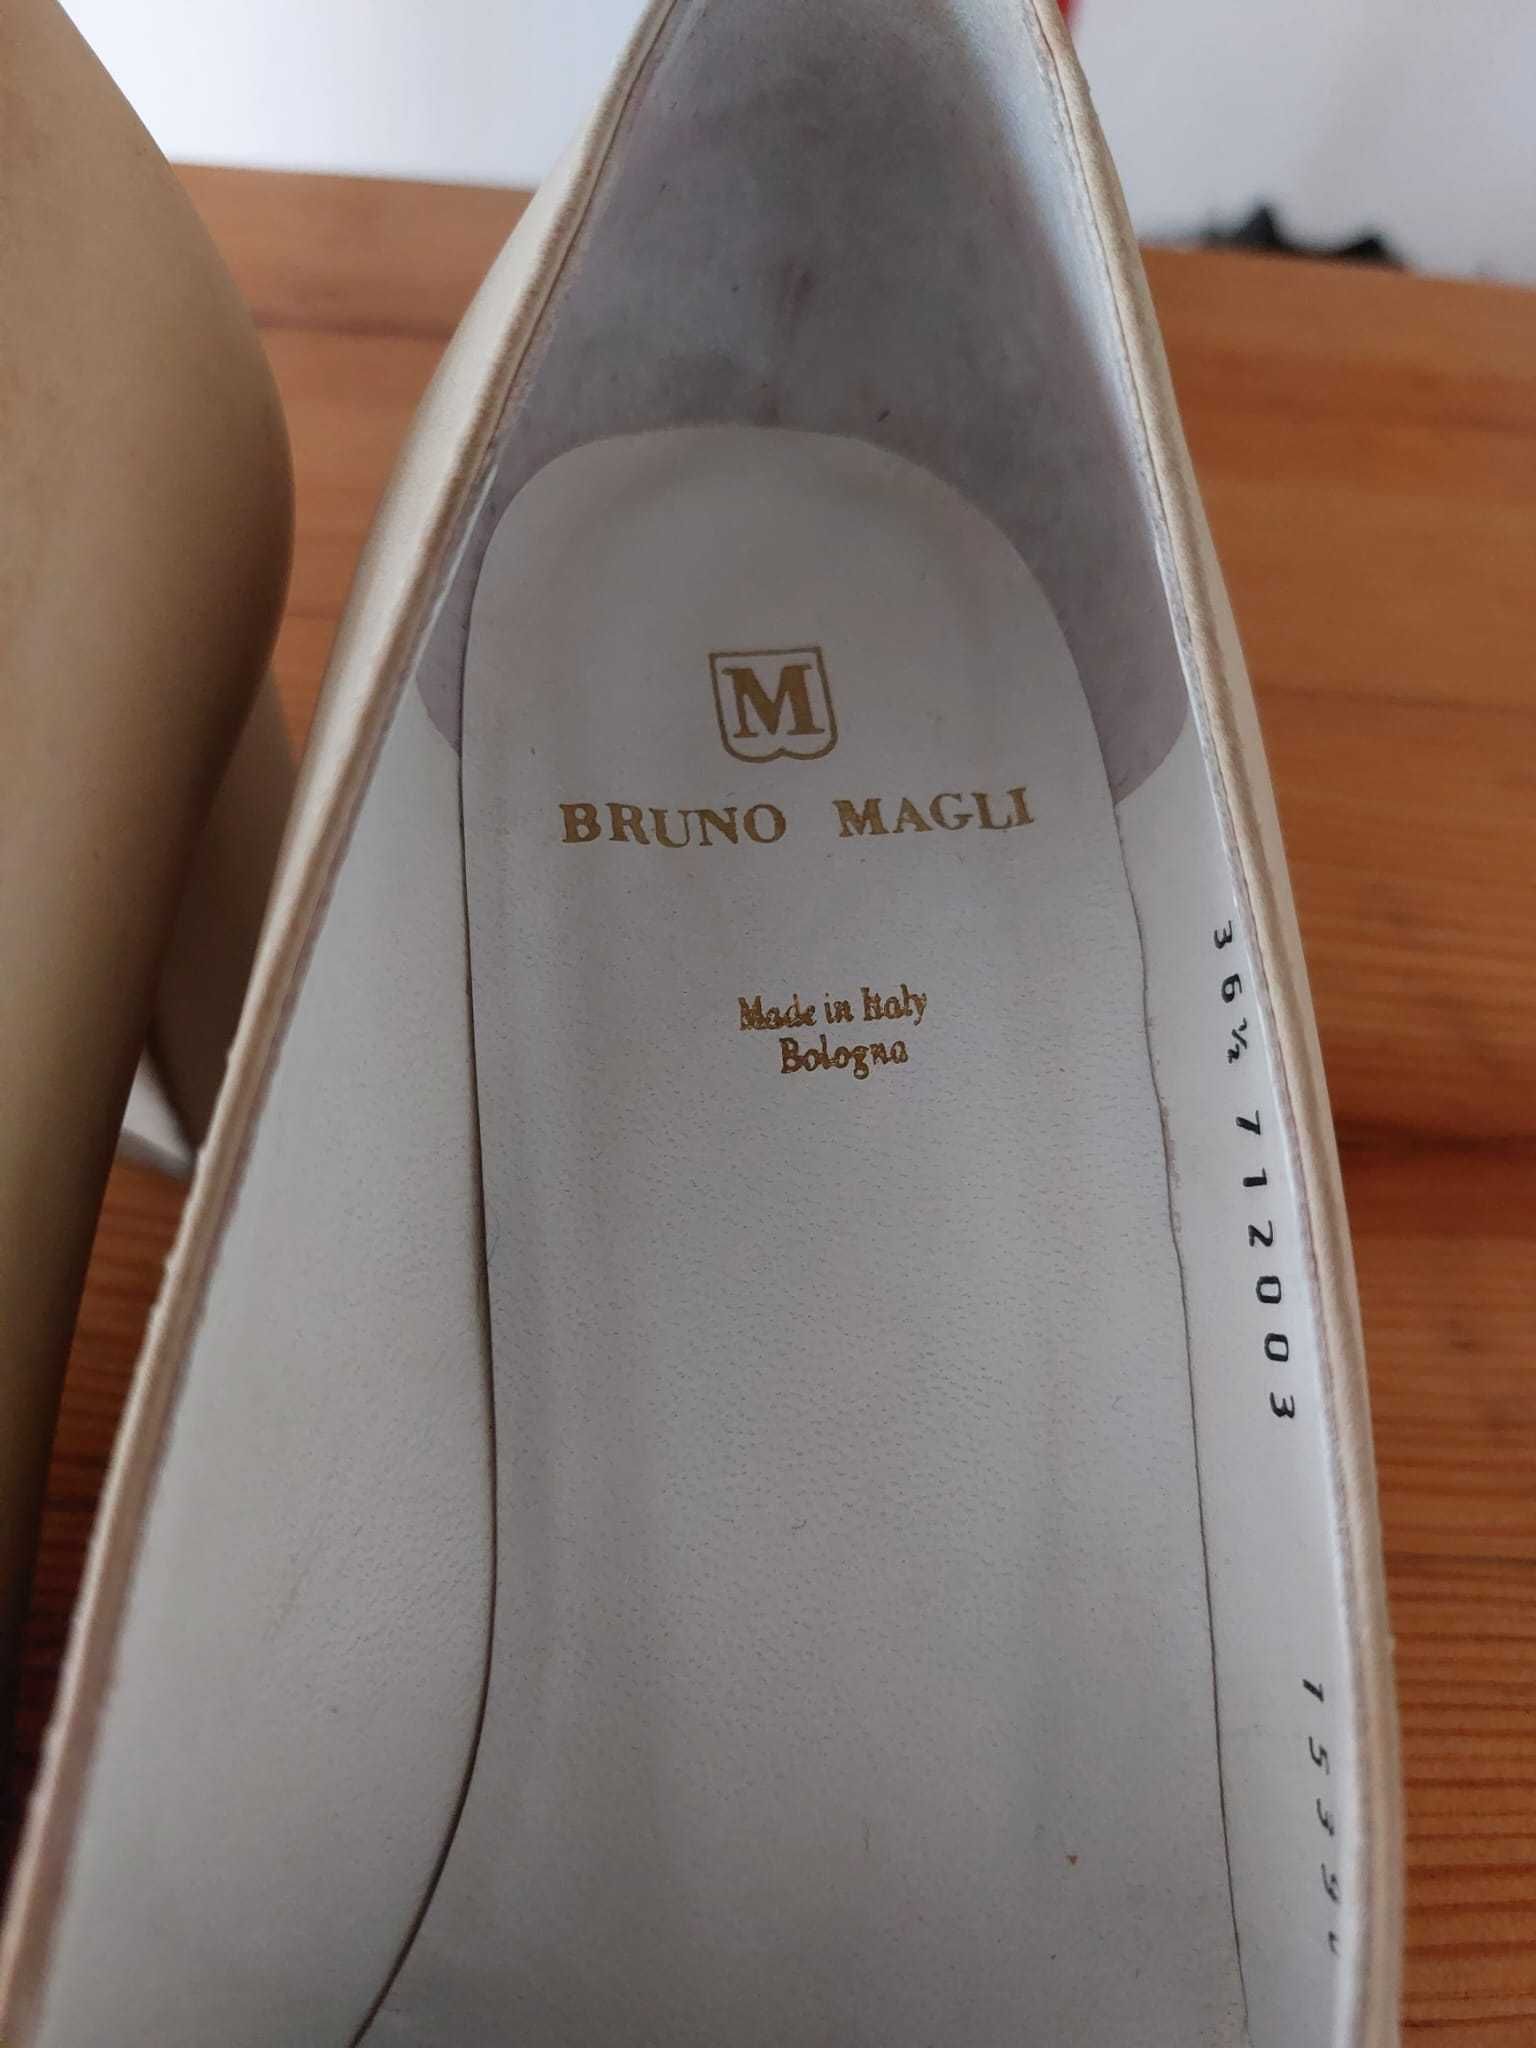 M
BRUNO MAGLI
Made in Italy
Bologna
36½ 712003